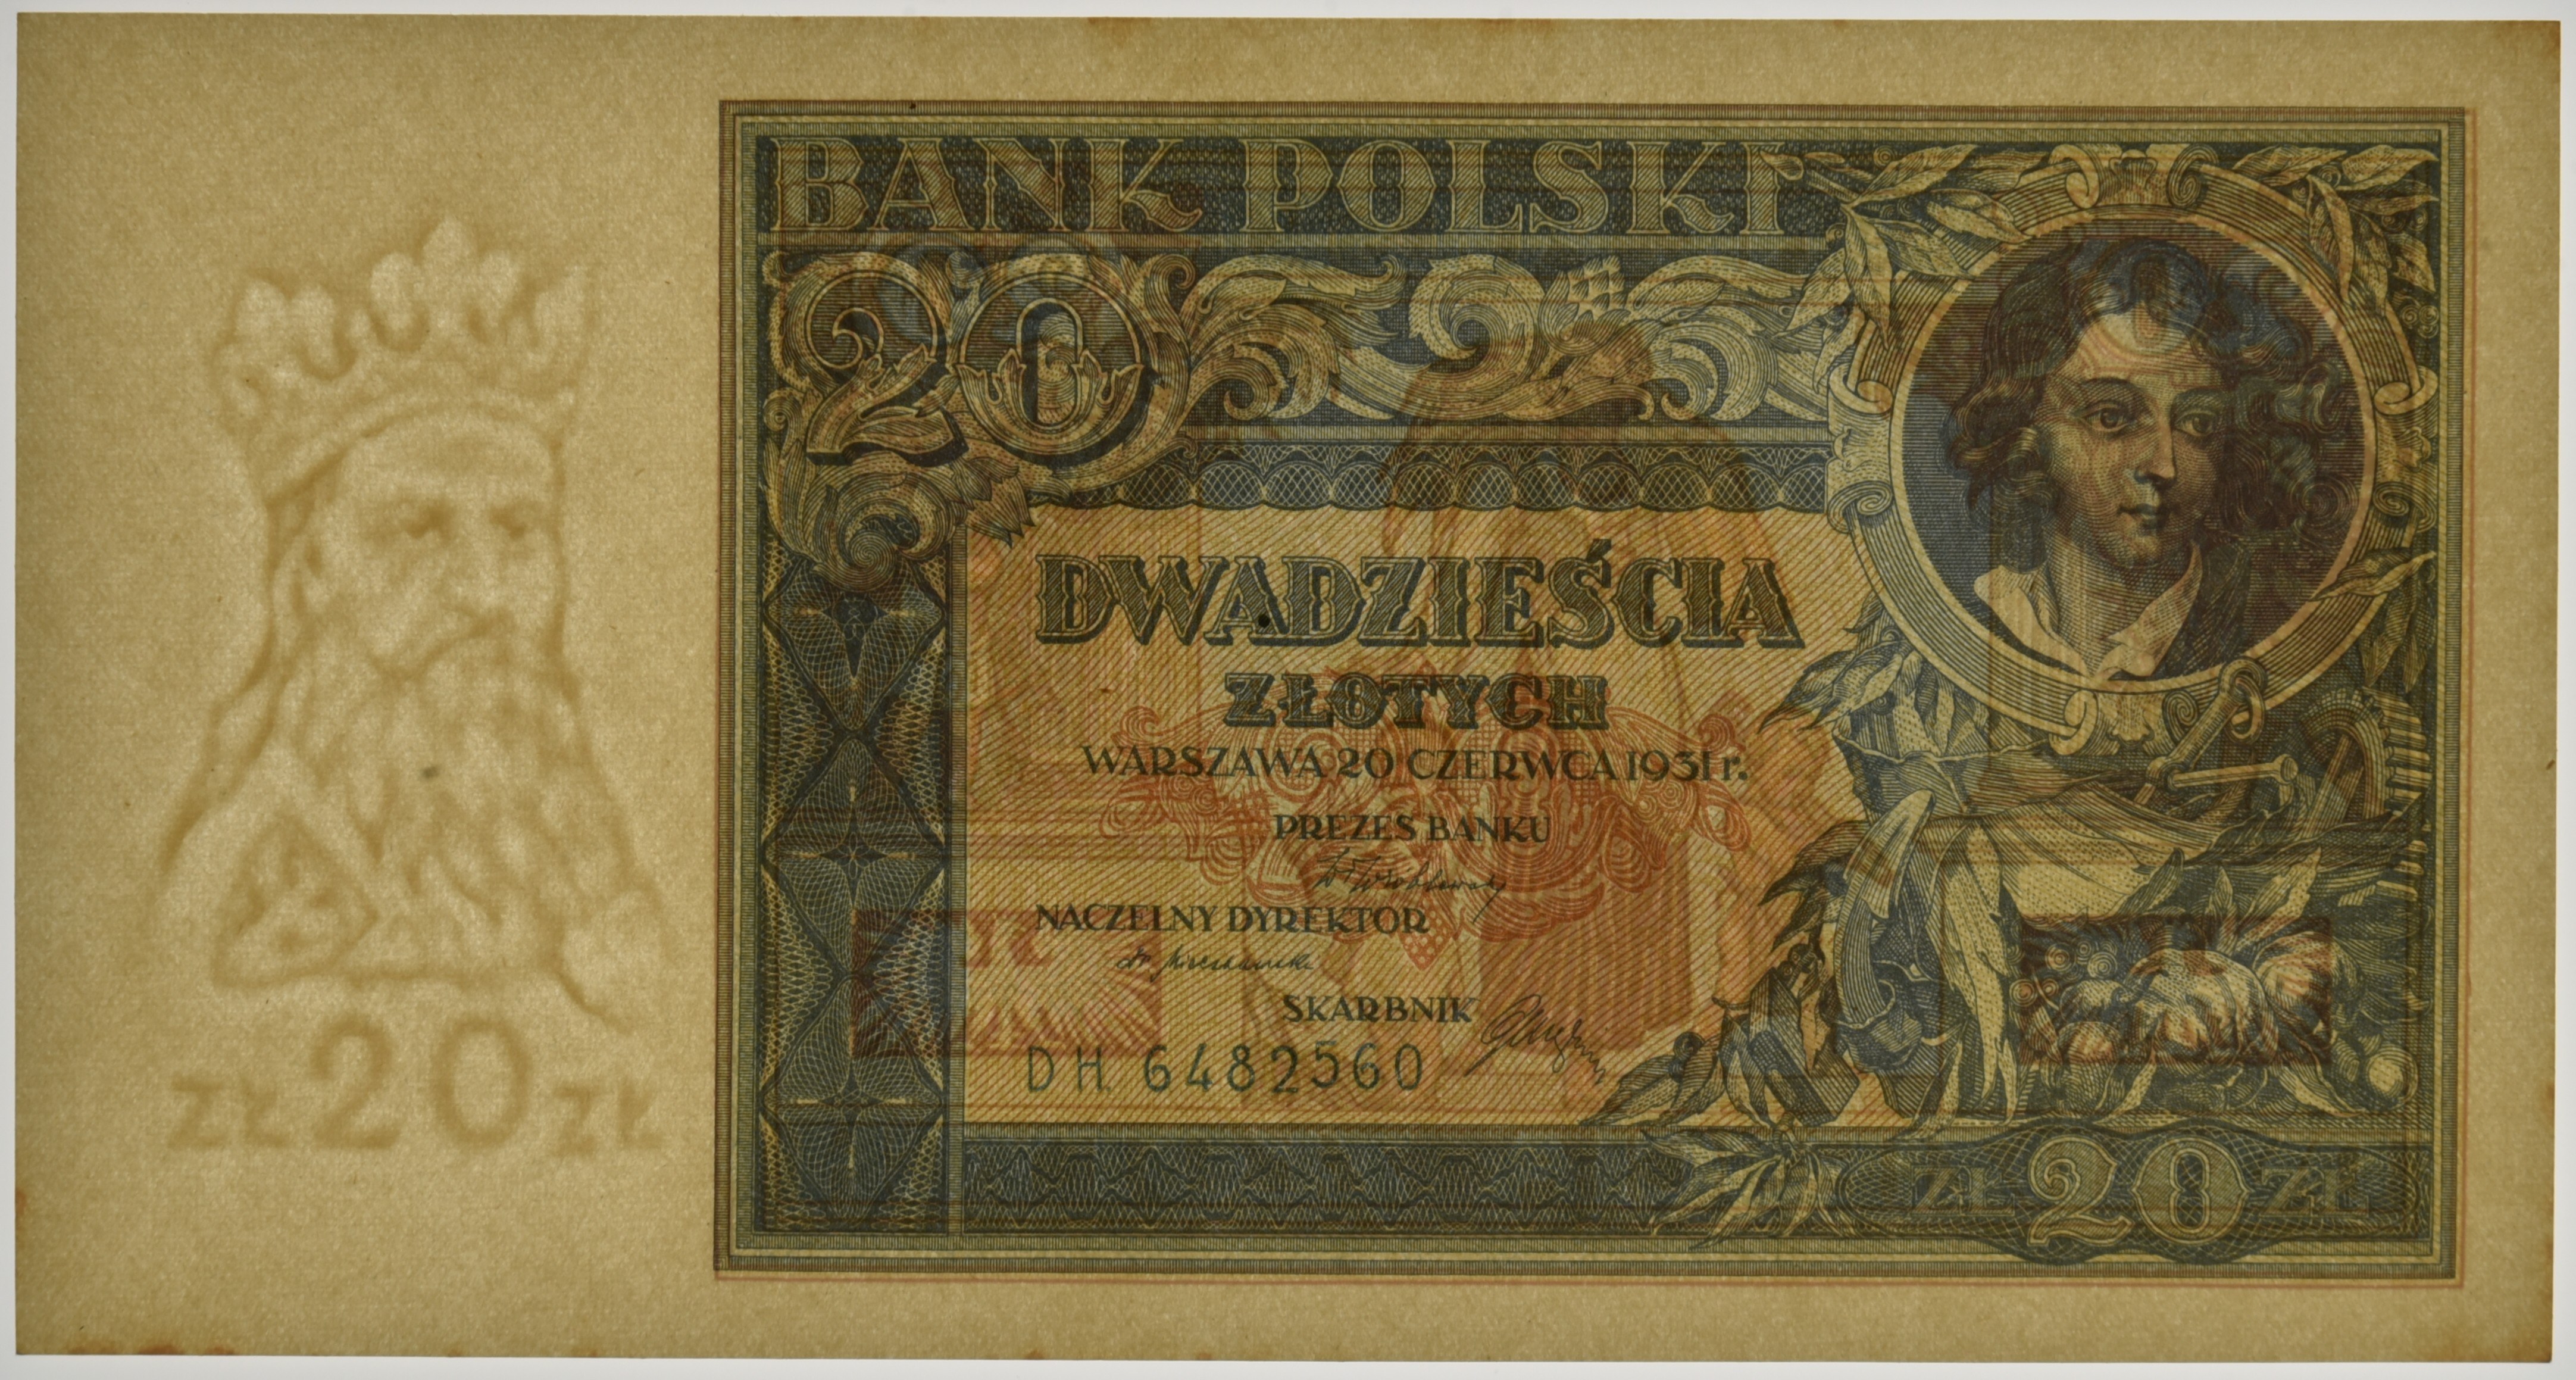 BANK POLSKI
20
DWADZIEŚCIA
ZŁOTYCH
WARSZAWA 20 CZERWCA 1931 r.
PREZES BANKU
NACZELNY DYREKTOR
SKARBNIK
DH. 6482560
ZŁ 20 ZŁ
ZŁ 20 ZŁ